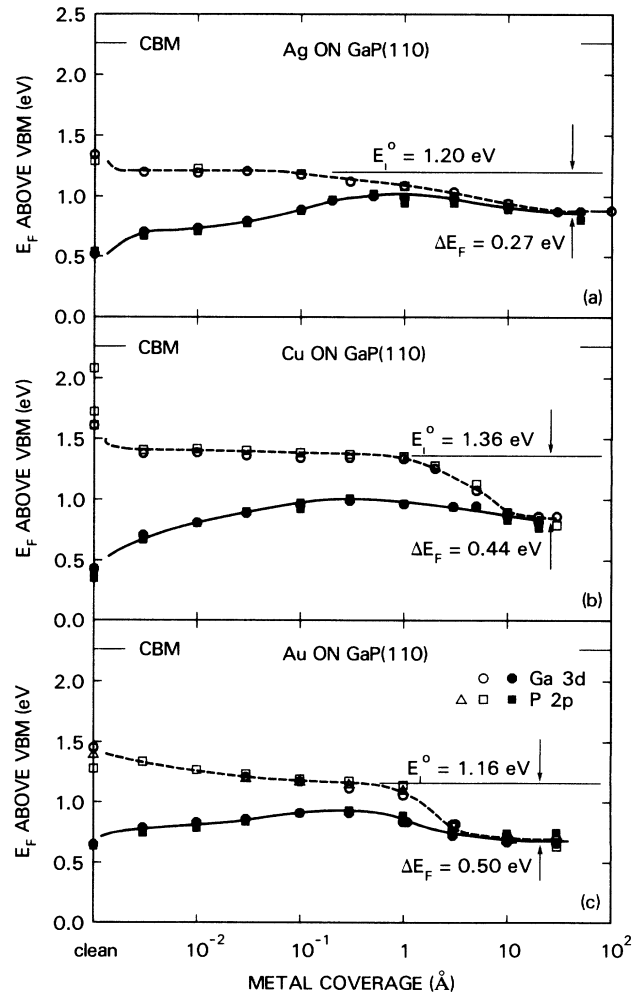 2.5
CBM
Ag ON GaP(110)
2.0
1.5
E_i^o = 1.20 eV
1.0
0.5
ΔE_F = 0.27 eV
0.0
(a)
E_F ABOVE VBM (eV)
CBM
Cu ON GaP(110)
2.0
1.5
E_i^o = 1.36 eV
1.0
0.5
ΔE_F = 0.44 eV
0.0
(b)
E_F ABOVE VBM (eV)
CBM
Au ON GaP(110)
2.0
○ ● Ga 3d
△ □ ■ P 2p
1.5
E_i^o = 1.16 eV
1.0
0.5
ΔE_F = 0.50 eV
0.0
(c)
E_F ABOVE VBM (eV
clean 10^-2 10^-1 1 10 10^2
METAL COVERAGE (Å)